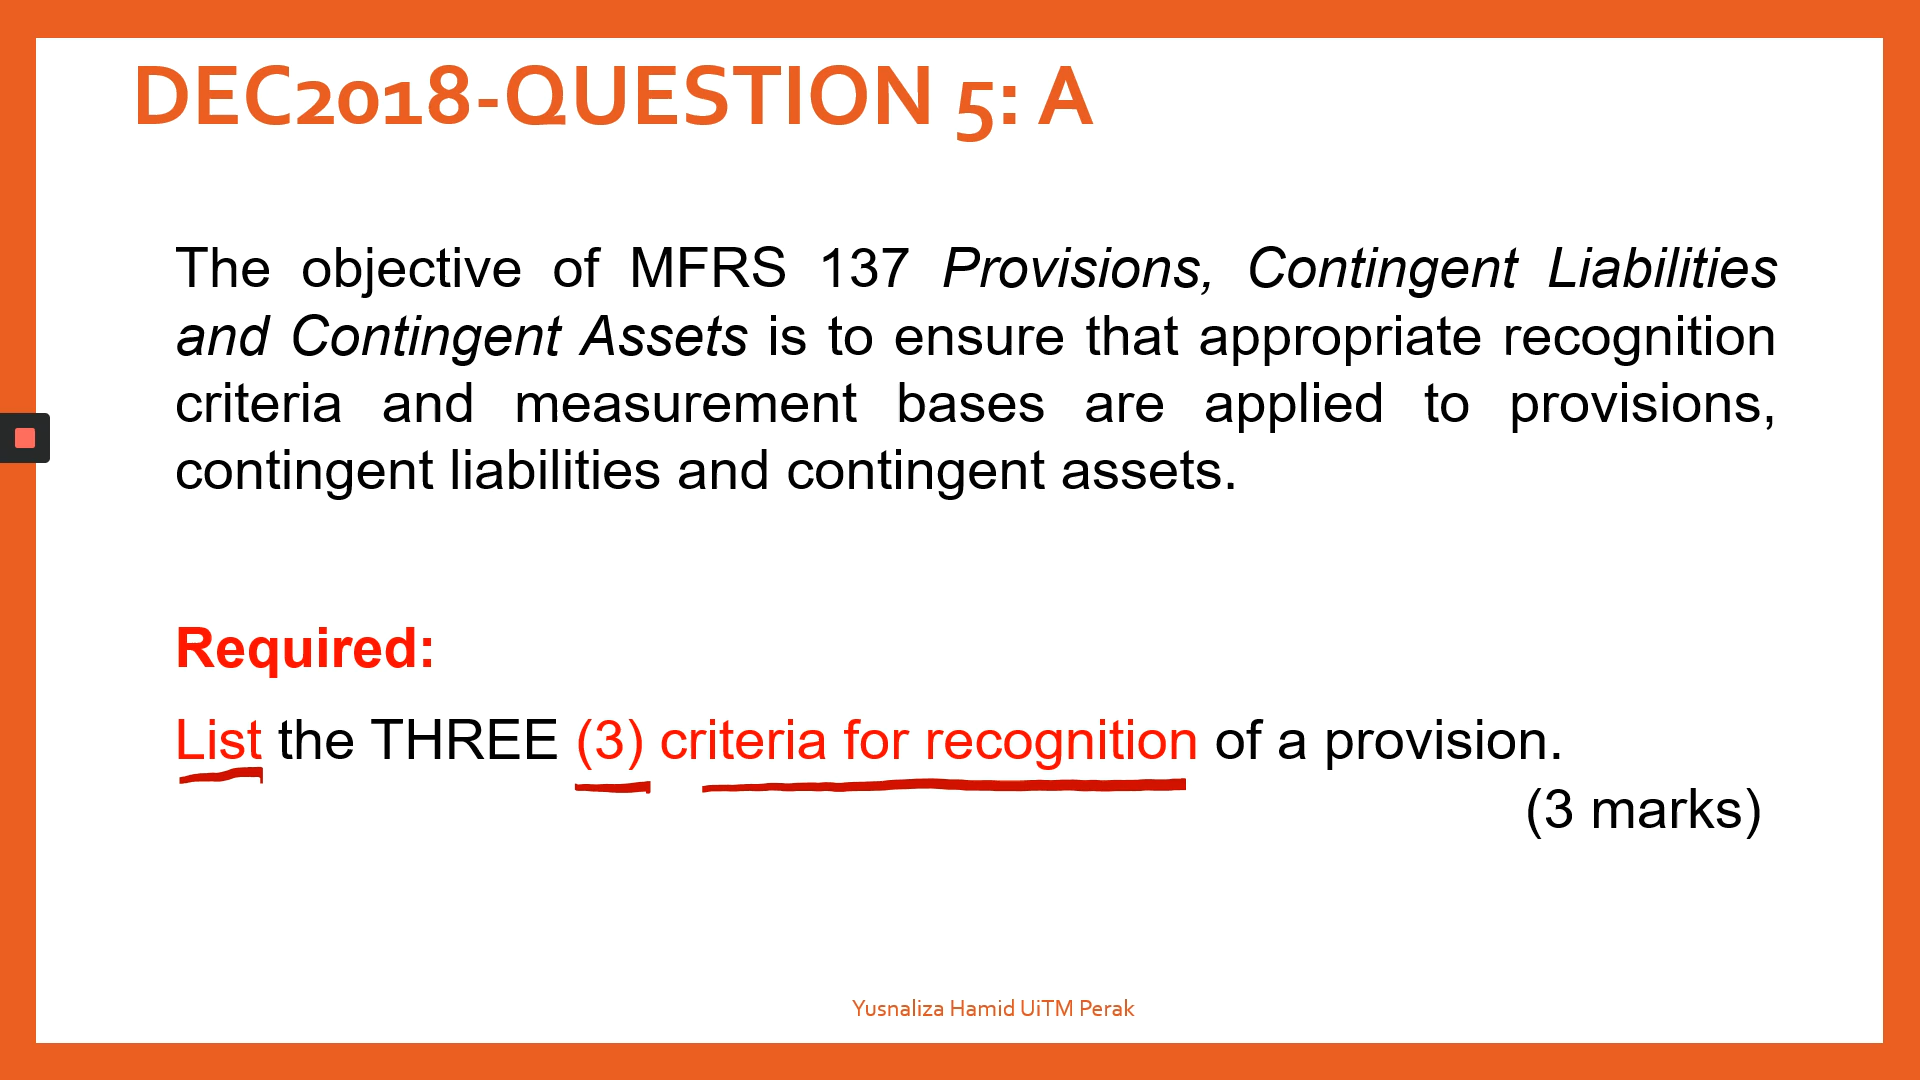 DEC2018-QUESTION 5: A
The objective of MFRS 137 Provisions, Contingent Liabilities
and Contingent Assets is to ensure that appropriate recognition
criteria and measurement bases are applied to provisions,
contingent liabilities and contingent assets.
Required:
List the THREE (3) criteria for recognition of a provision.
(3 marks)
Yusnaliza Hamid UiTM Perak